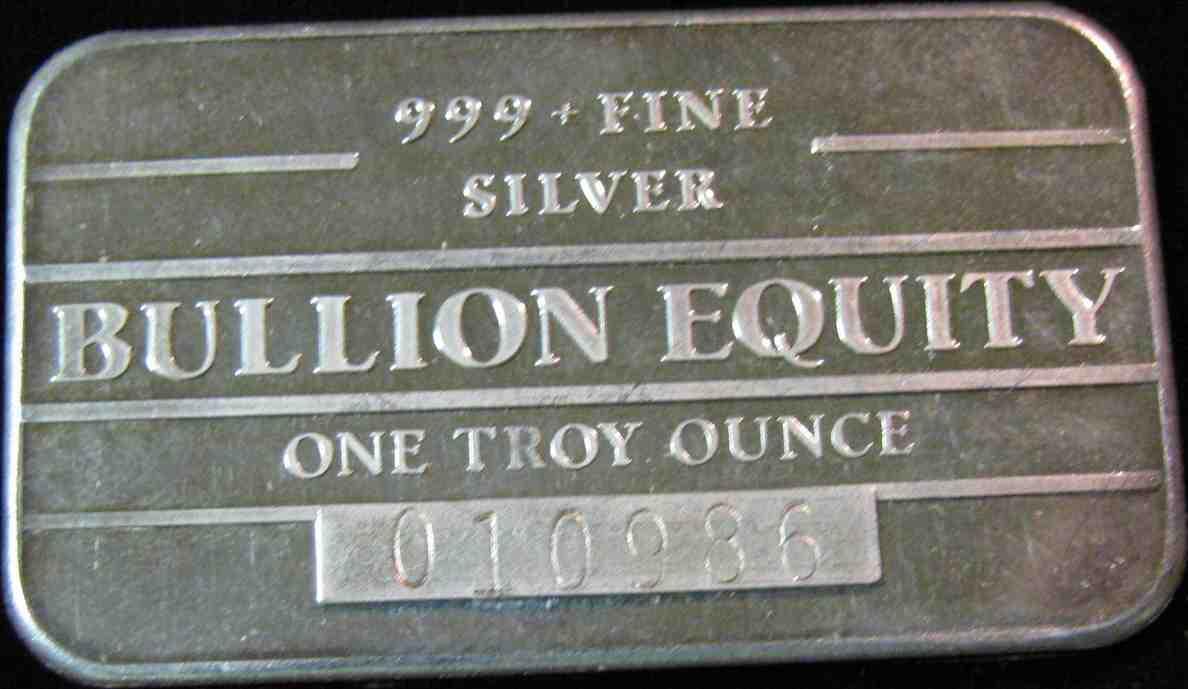 999+ FINE
SILVER
BULLION EQUITY
ONE TROY OUNCE
010986